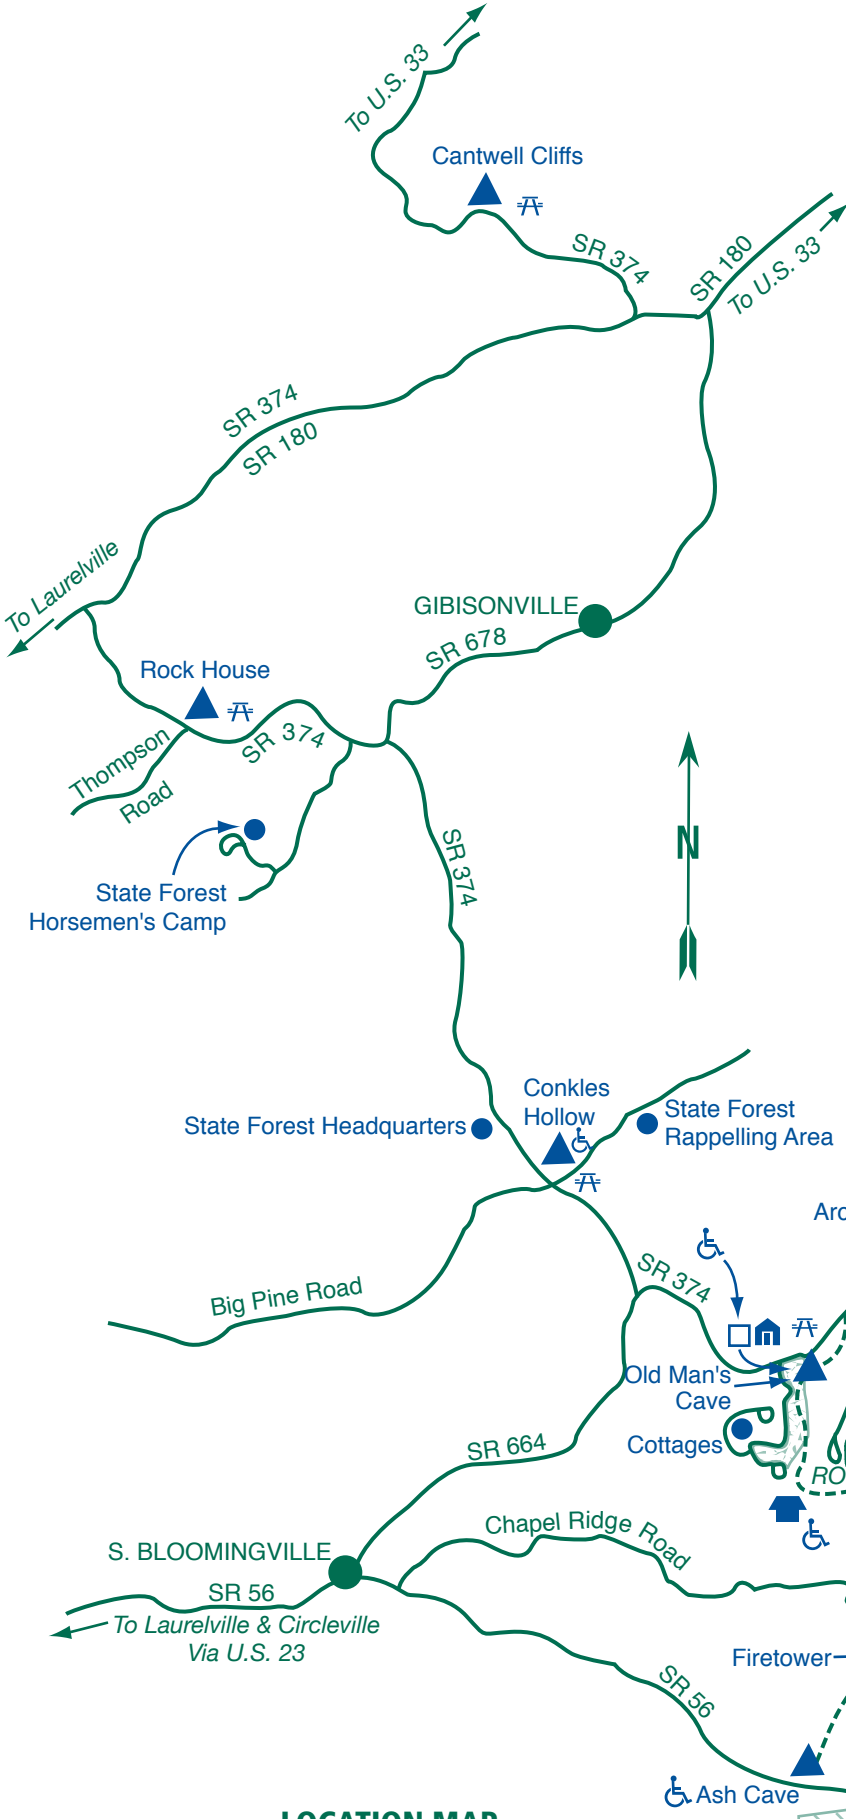 To U.S. 33
Cantwell Cliffs
SR 374
SR 180
To U.S. 33
SR 374
SR 180
To Laurelville
GIBISONVILLE
SR 678
Rock House
SR 374
Thompson
Road
SR 374
N
State Forest
Horsemen's Camp
Conkles
Hollow
State Forest Headquarters
State Forest
Rappelling Area
Big Pine Road
SR 374
Old Man's
Cave
Cottages
SR 664
RO
Chapel Ridge Road
S. BLOOMINGVILLE
SR 56
To Laurelville & Circleville
Via U.S. 23
Firetower
SR 56
Ash Cave
LOCATION MAP